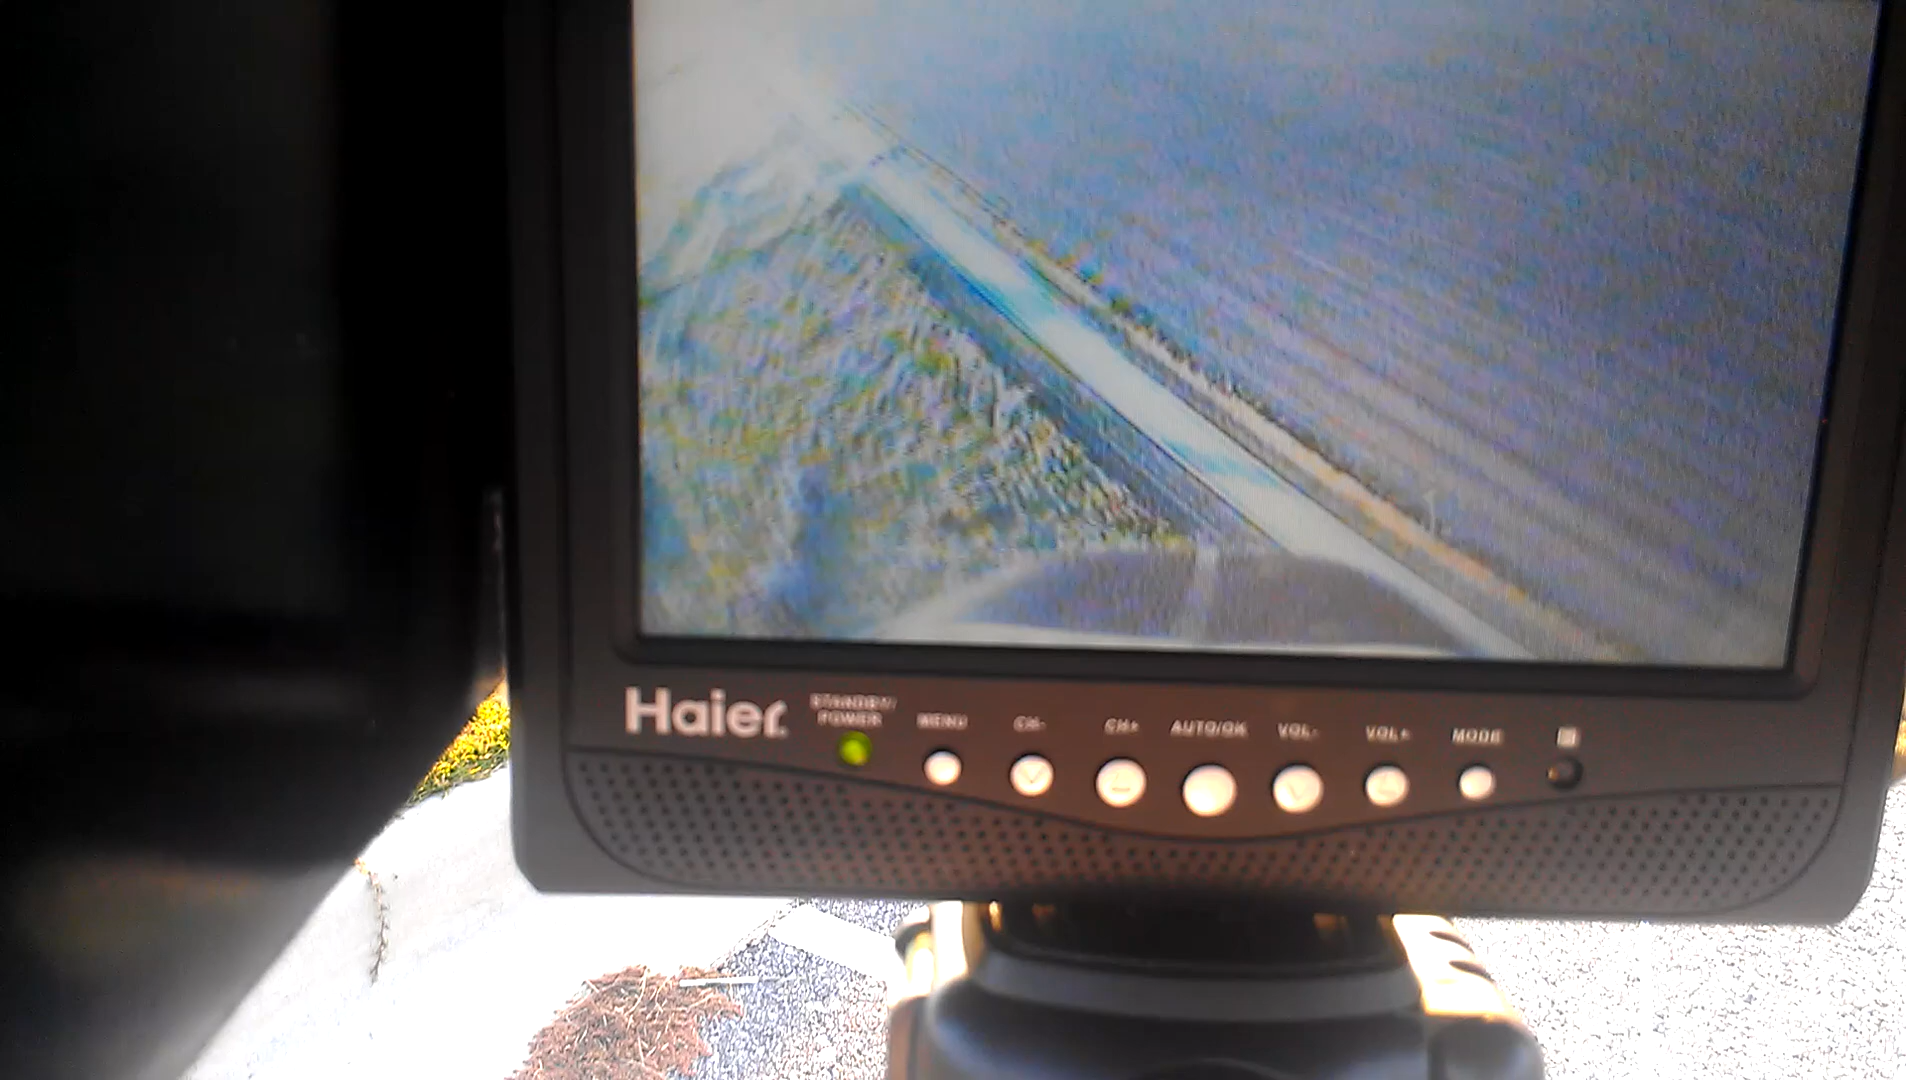 Haier
STANDBY/
POWER
MENU
CH-
CH+
AUTO/OK
VOL-
VOL+
MODE